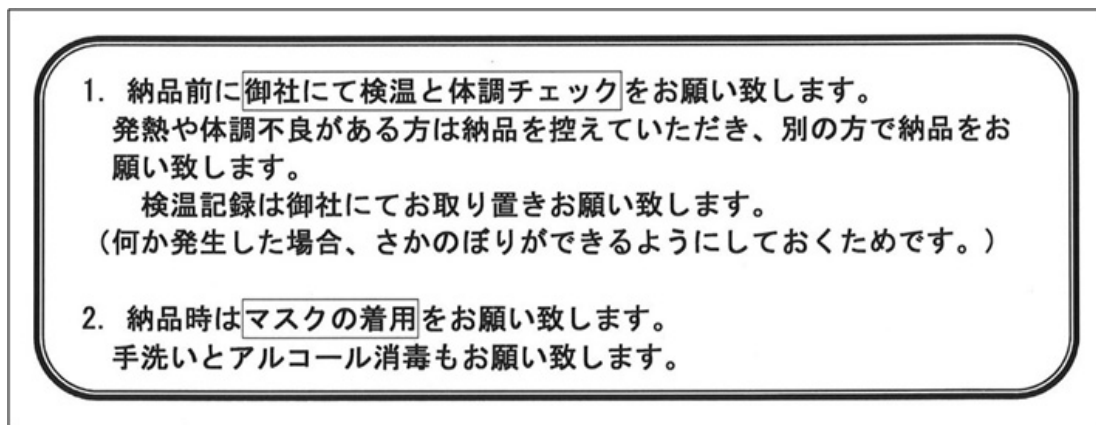 1. 納品前に御社にて検温と体調チェックをお願い致します。
発熱や体調不良がある方は納品を控えていただき、別の方で納品をお
願い致します。
検温記録は御社にてお取り置きお願い致します。
（何か発生した場合、さかのぼりができるようにしておくためです。）
2. 納品時はマスクの着用をお願い致します。
手洗いとアルコール消毒もお願い致します。